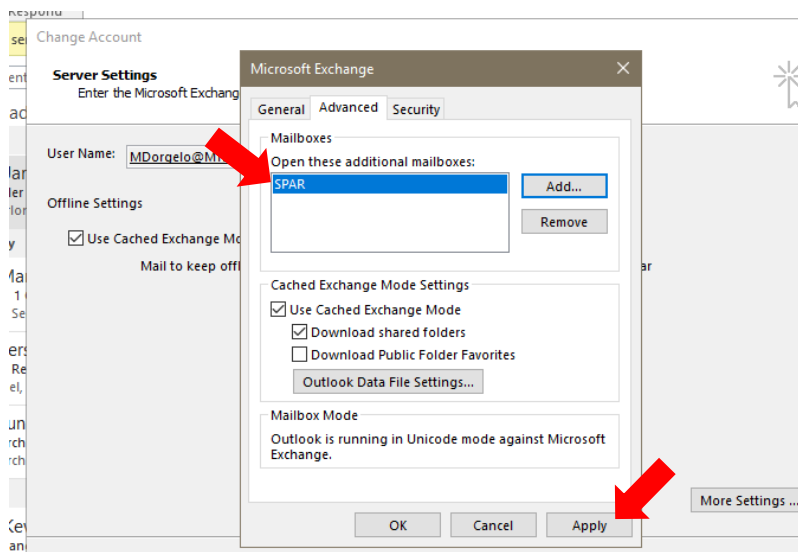 Respond
Change Account
Server Settings
Enter the Microsoft Exchang
User Name: MDorgelo@M
Offline Settings
Use Cached Exchange Mo
Mail to keep offl
ar
More Settings ...
Microsoft Exchange
General Advanced Security
Mailboxes
Open these additional mailboxes:
SPAR
Add...
Remove
Cached Exchange Mode Settings
Use Cached Exchange Mode
Download shared folders
Download Public Folder Favorites
Outlook Data File Settings...
Mailbox Mode
Outlook is running in Unicode mode against Microsoft
Exchange.
OK Cancel Apply